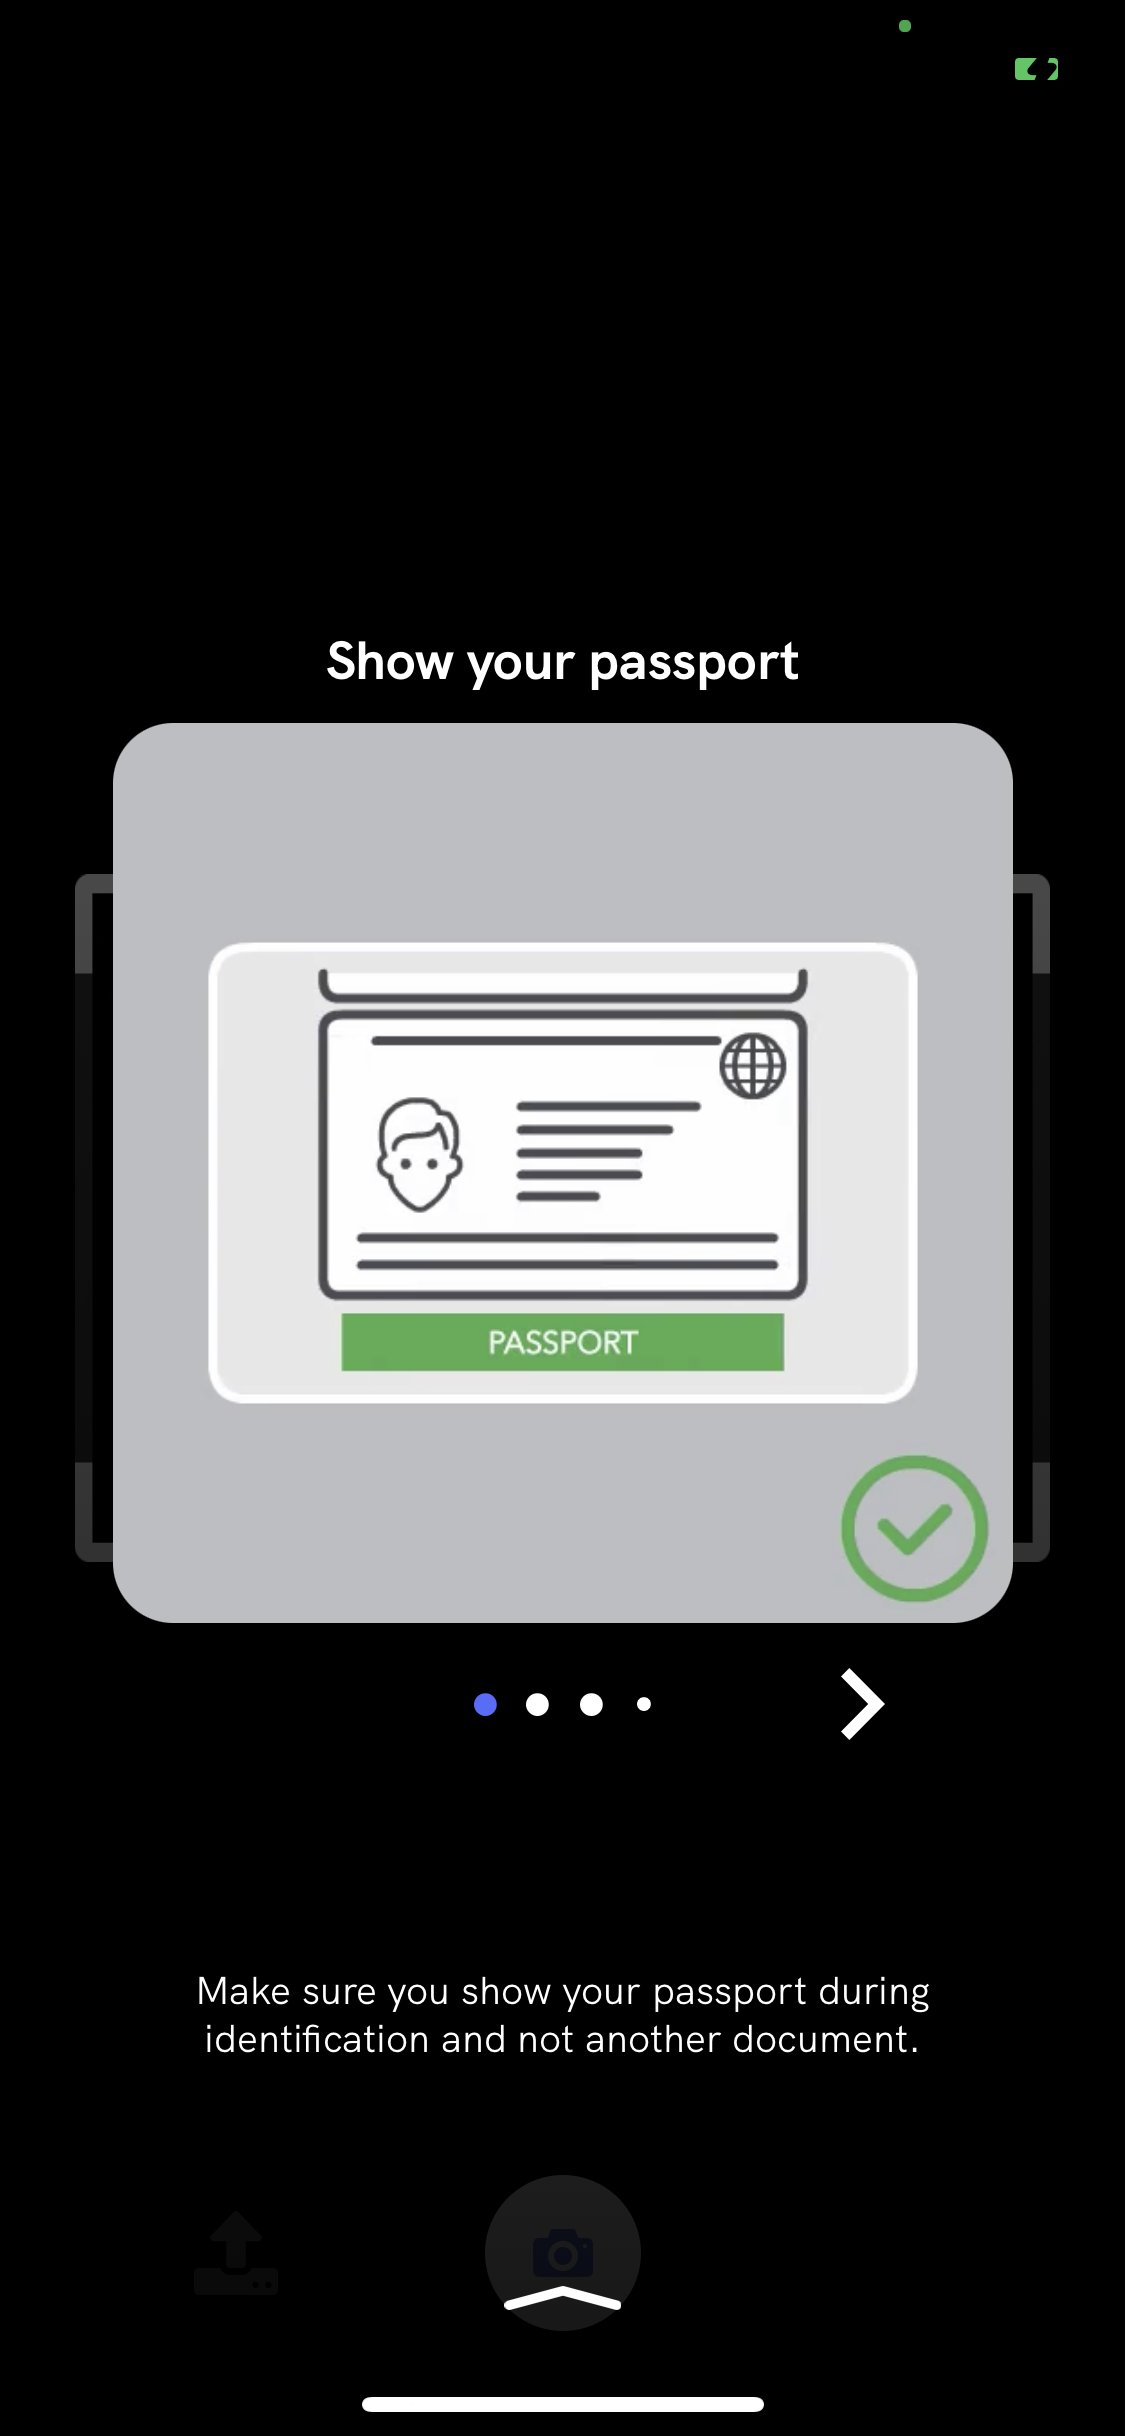 Show your passport
PASSPORT
Make sure you show your passport during
identification and not another document.